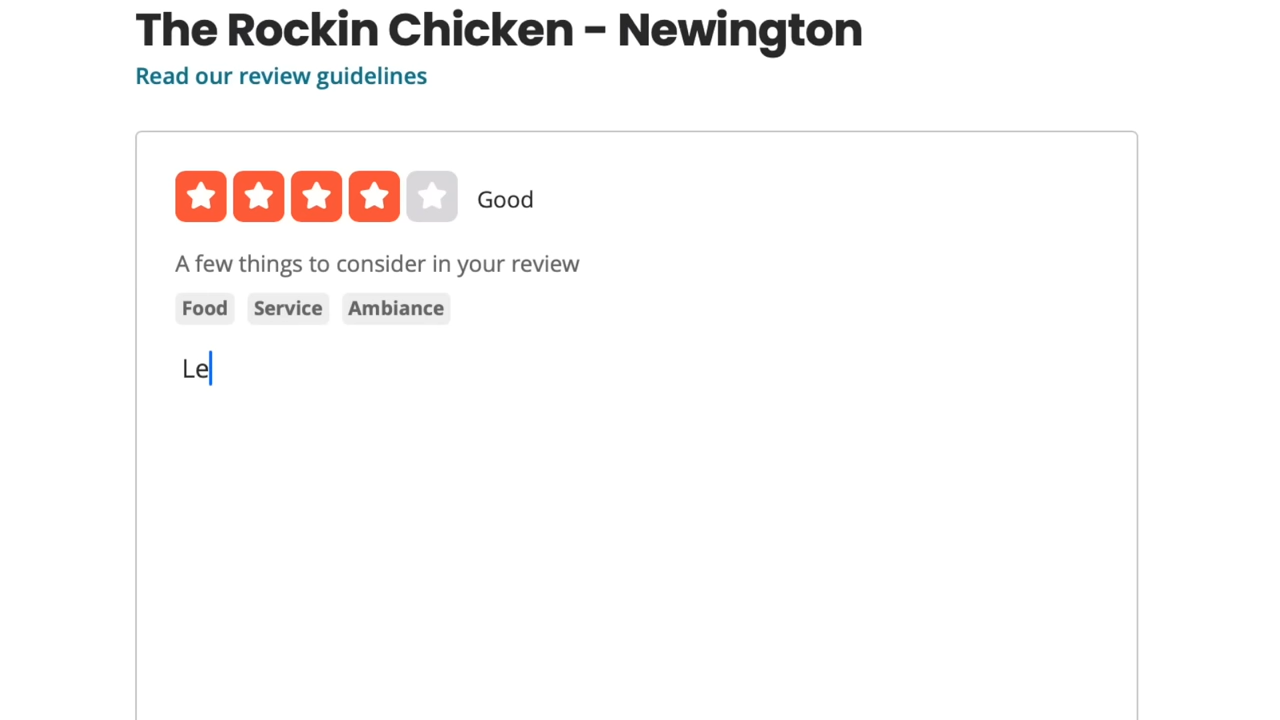 The Rockin Chicken - Newington
Read our review guidelines
Good
A few things to consider in your review
Food Service Ambiance
Le